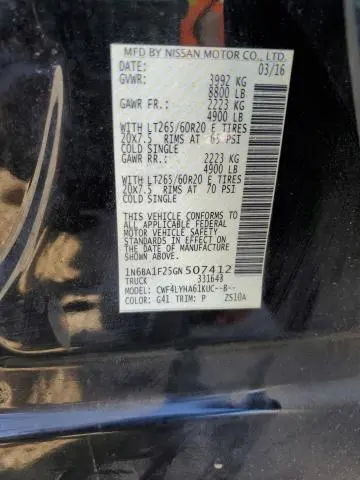 MFD BY NISSAN MOTOR CO., LTD.
DATE: 03/16
GVWR: 3992 KG
8800 LB
GAWR FR.: 2223 KG
4900 LB
WITH LT265/60R20 E TIRES
20X7.5 RIMS AT 65 PSI
COLD SINGLE
GAWR RR.: 2223 KG
4900 LB
WITH LT265/60R20 E TIRES
20X7.5 RIMS AT 70 PSI
COLD SINGLE
THIS VEHICLE CONFORMS TO
ALL APPLICABLE FEDERAL
MOTOR VEHICLE SAFETY
STANDARDS IN EFFECT ON THE
DATE OF MANUFACTURE
SHOWN ABOVE.
1N6BA1F25GN507412
TRUCK 331643
MODEL: CWF4LYHA61KUC--B--
COLOR: G41 TRIM: P ZS10A